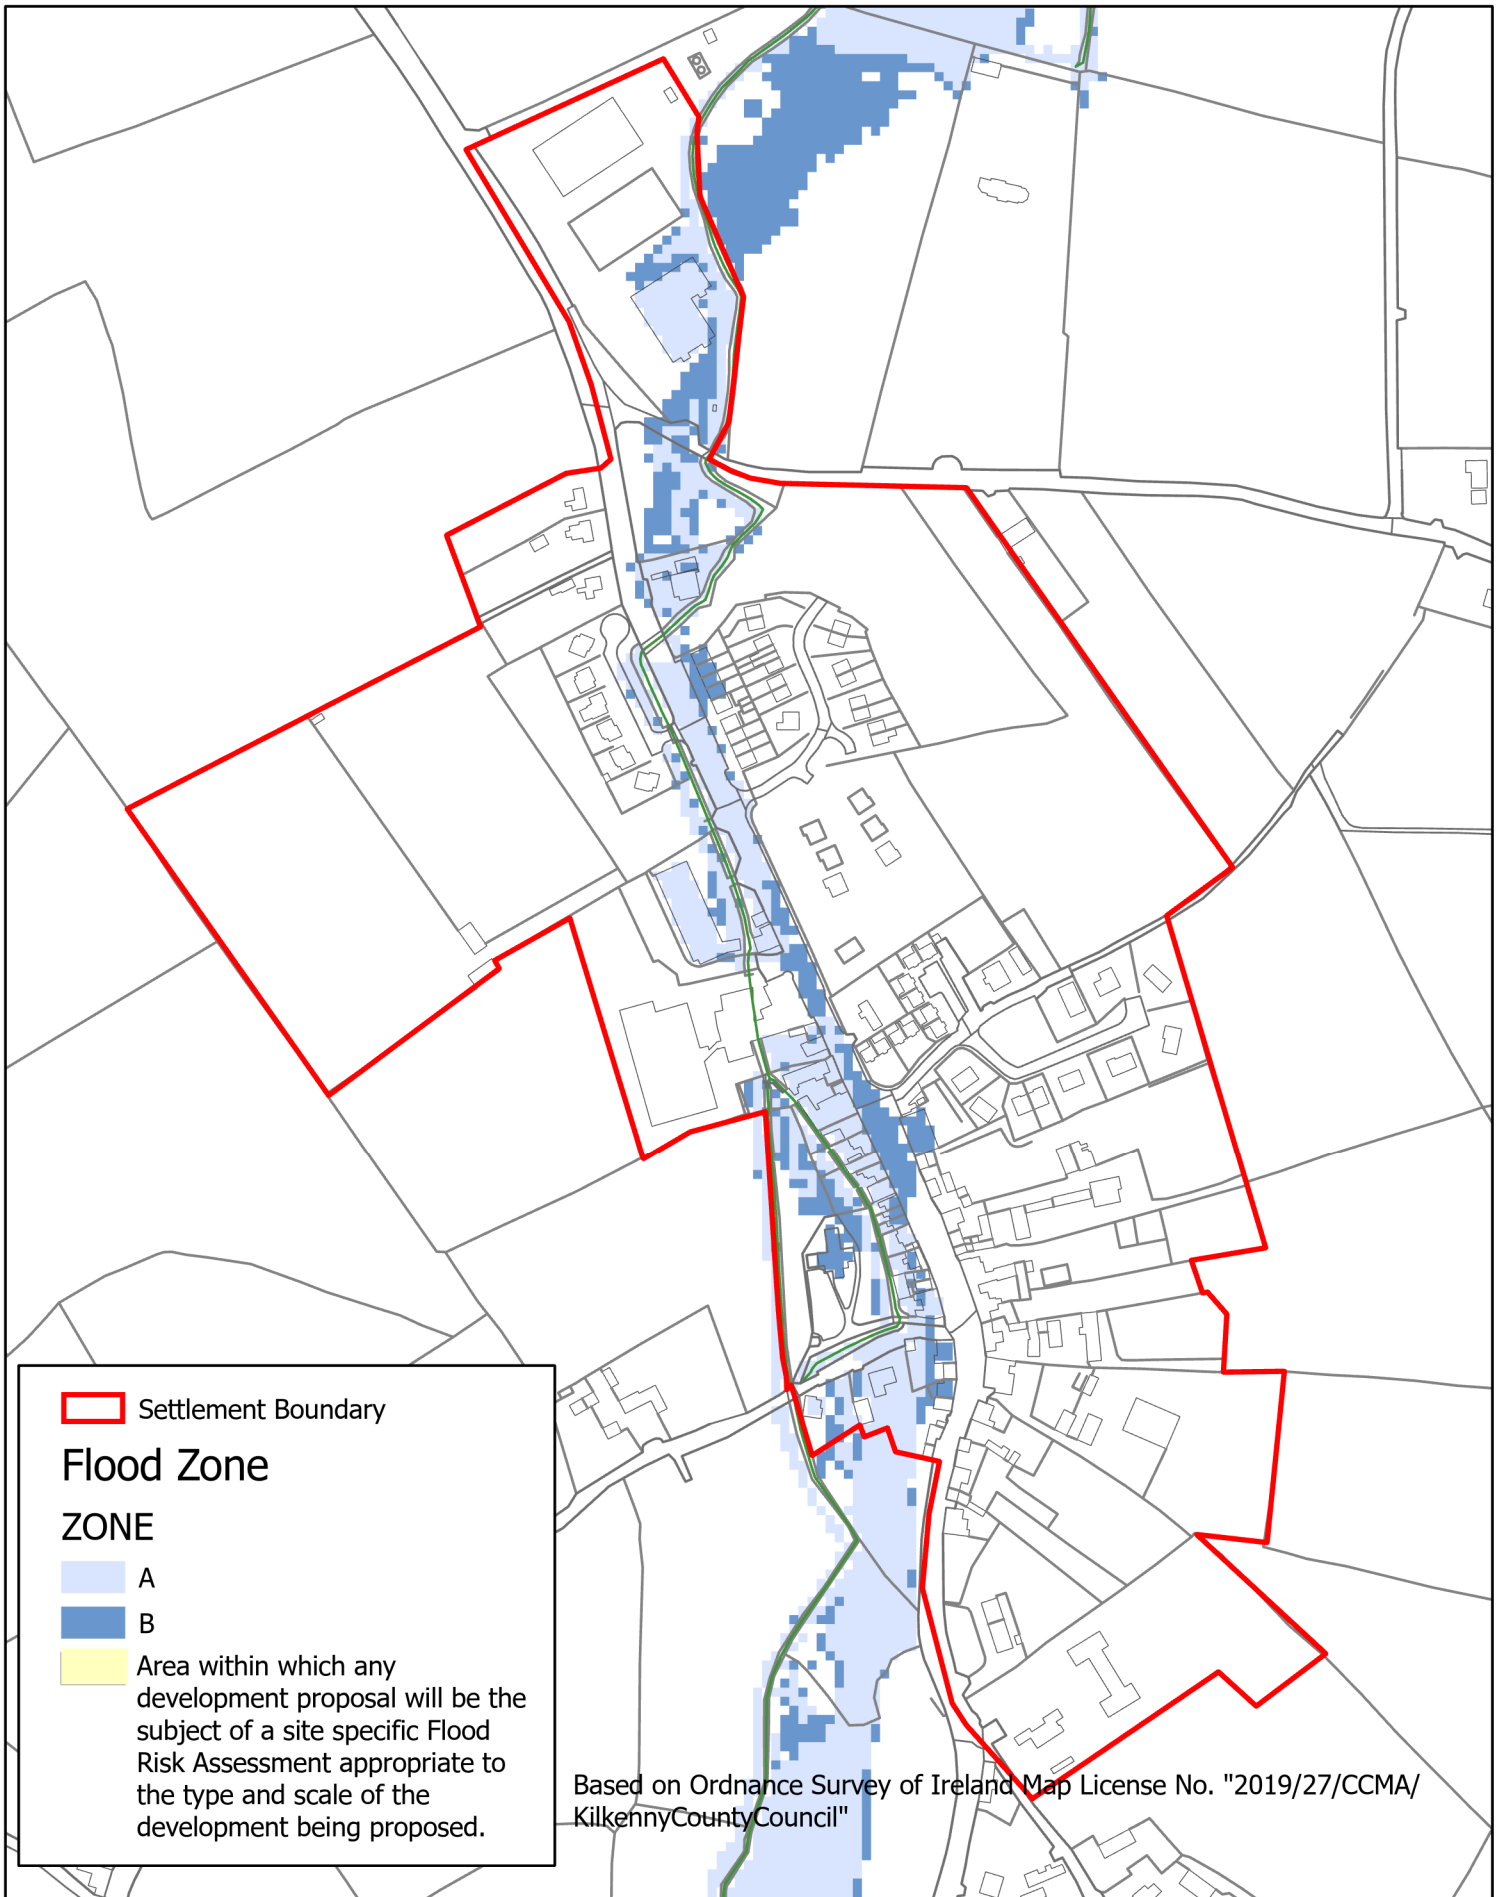 Settlement Boundary
Flood Zone
ZONE
A
B
Area within which any
development proposal will be the
subject of a site specific Flood
Risk Assessment appropriate to
the type and scale of the
development being proposed.
Based on Ordnance Survey of Ireland Map License No. "2019/27/CCMA/
KilkennyCountyCouncil"